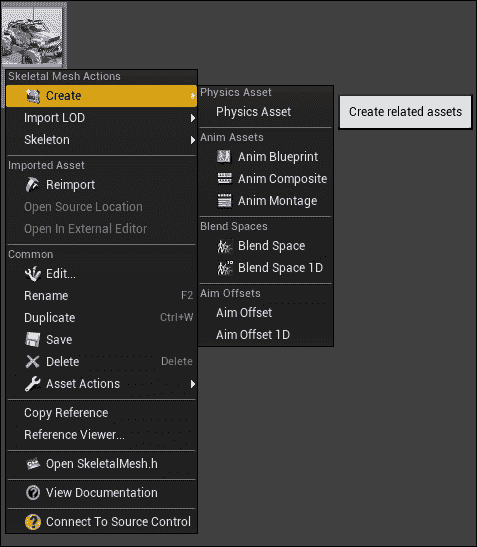 Skeletal Mesh Actions
Create
Import LOD
Skeleton
Imported Asset
Reimport
Open Source Location
Open In External Editor
Common
Edit...
Rename F2
Duplicate Ctrl+W
Save
Delete Delete
Asset Actions
Copy Reference
Reference Viewer...
Open SkeletalMesh.h
View Documentation
Connect To Source Control
Physics Asset
Physics Asset
Anim Assets
Anim Blueprint
Anim Composite
Anim Montage
Blend Spaces
Blend Space
Blend Space 1D
Aim Offsets
Aim Offset
Aim Offset 1D
Create related assets